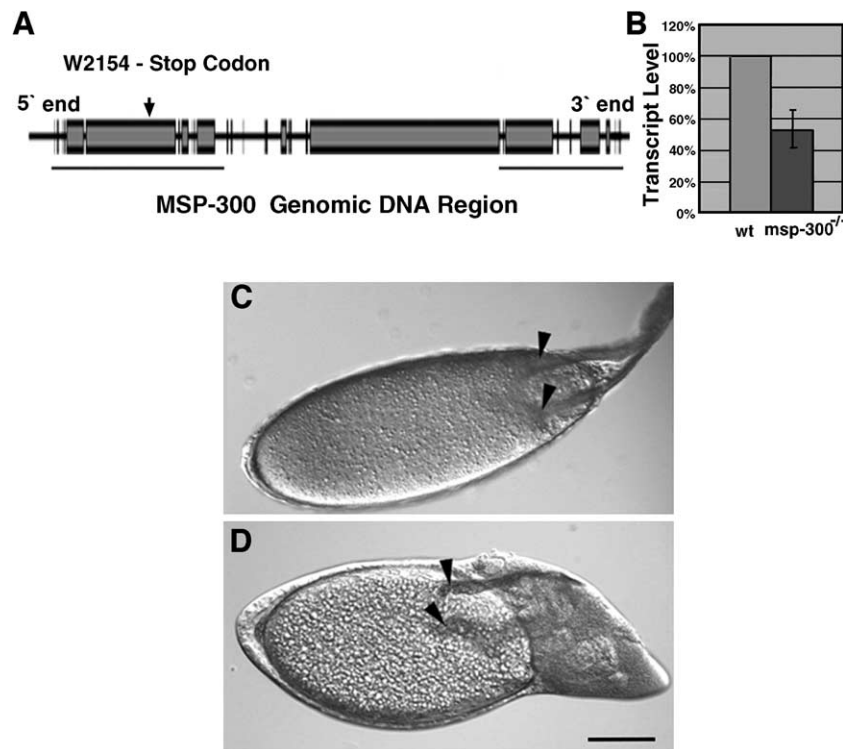 A
W2154 - Stop Codon
5` end
3` end
MSP-300 Genomic DNA Region
B
Transcript Level
120%
100%
80%
60%
40%
20%
0%
wt
msp-300-/-
C
D